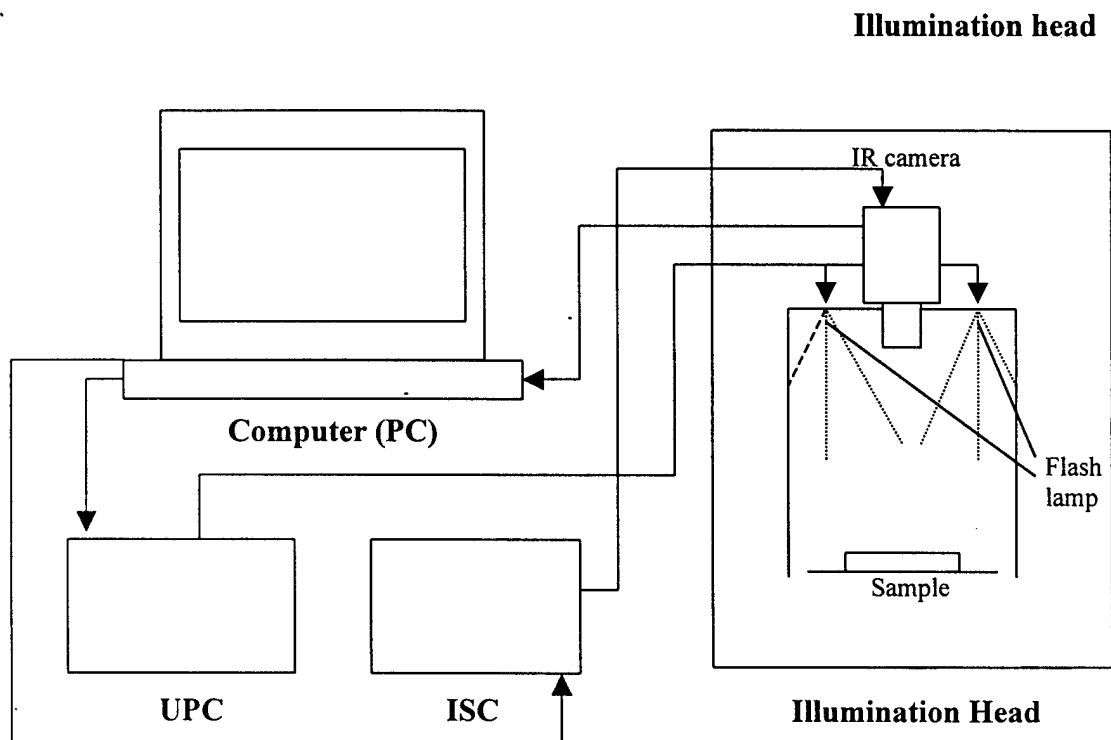 Illumination head
IR camera
Computer (PC)
Flash
lamp
Sample
UPC
ISC
Illumination Head